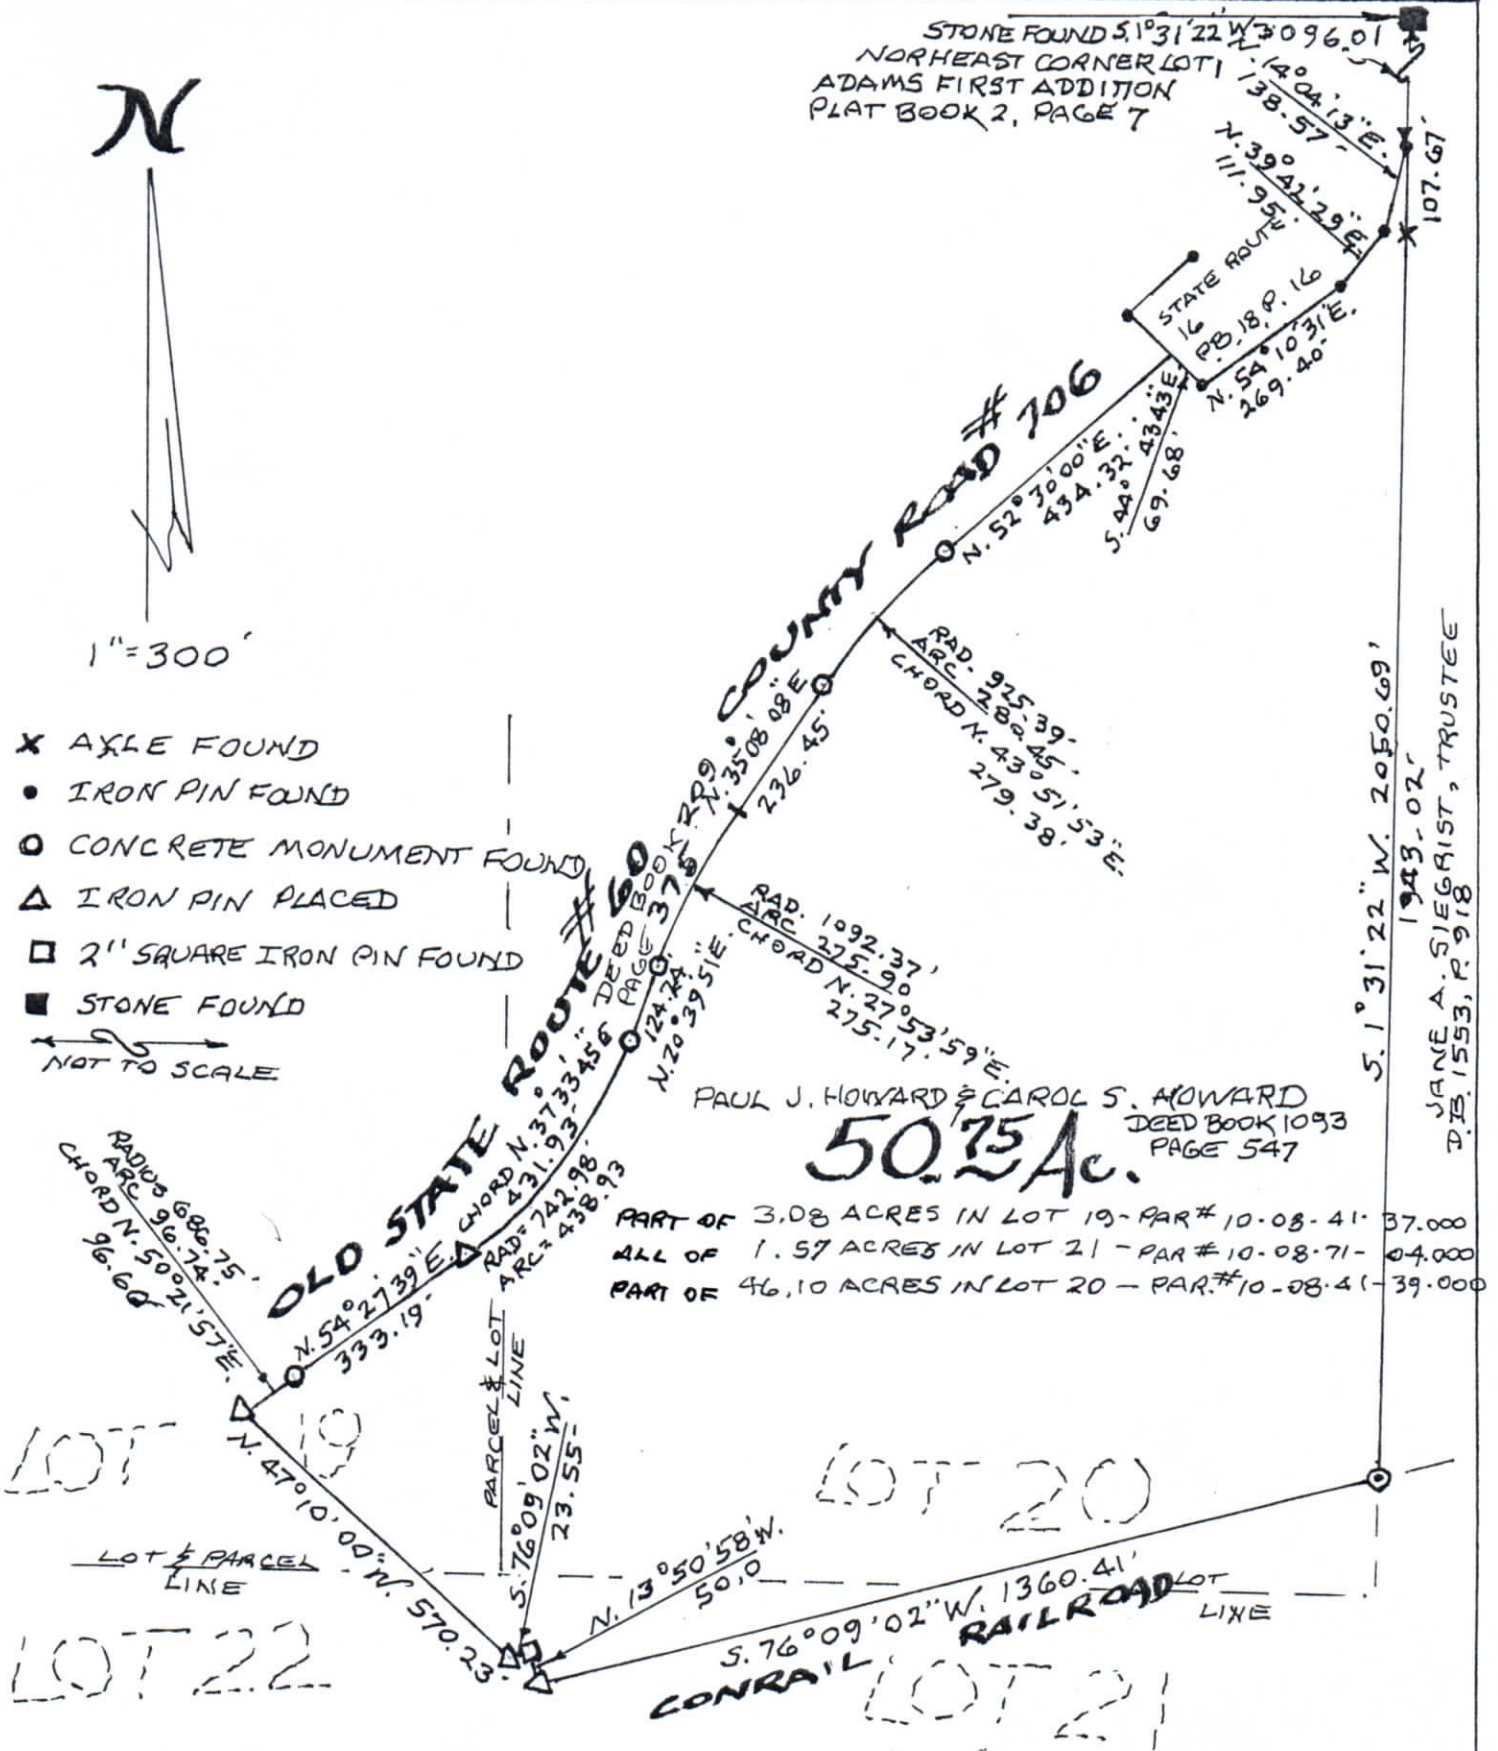 STONE FOUND S.1°31'22"W 3096.01
NORHEAST CORNER LOT 1
ADAMS FIRST ADDITION
PLAT BOOK 2, PAGE 7
N
1"=300'
N. 14°04'13"E.
138.57'
107.67'
N. 39°42'29"E.
111.95'
STATE ROUTE
16
P.B. 18, P. 16
N. 54°10'31"E.
269.40'
S. 44°43'43"E.
69.68'
N. 52°30'00"E.
434.32'
COUNTY ROAD # 706
RAD. 925.39'
ARC. 280.45'
CHORD N. 43°51'53"E.
279.38'
N. 35°08'08"E
236.45'
X AXLE FOUND
IRON PIN FOUND
CONCRETE MONUMENT FOUND
IRON PIN PLACED
2" SQUARE IRON PIN FOUND
STONE FOUND
NOT TO SCALE
OLD STATE ROUTE #60
DEED BOOK 229
PAGE 375
RAD. 1092.37'
ARC 275.90
CHORD N. 27°53'59"E.
275.17'
124.24'
N. 20°39'51"E.
CHORD N. 37°33'45"E
431.93'
RAD=742.98'
ARC=438.93
S. 1°31'22"W. 2050.69'
1943.02'
JANE A. SIEGRIST, TRUSTEE
D.B. 1553, P. 918
PAUL J. HOWARD & CAROL S. HOWARD
DEED BOOK 1093
PAGE 547
50.75 Ac.
PART OF 3.08 ACRES IN LOT 19-PAR# 10-08-41-37.000
ALL OF 1.57 ACRES IN LOT 21-PAR# 10-08-71-04.000
PART OF 46.10 ACRES IN LOT 20-PAR.# 10-08-41-39.000
RADIUS 686.75'
ARC 96.74'
CHORD N. 50°21'57"E.
96.66
N. 54°27'39"E.
333.19'
PARCEL & LOT
LINE
LOT 19
N. 47°10'00"W. 570.23'
S. 76°09'02"W.
23.55'
LOT 20
LOT & PARCEL
LINE
N. 13°50'58"W.
50.0
S. 76°09'02"W. 1360.41'
CONRAIL RAILROAD
LOT
LINE
LOT 22
LOT 21